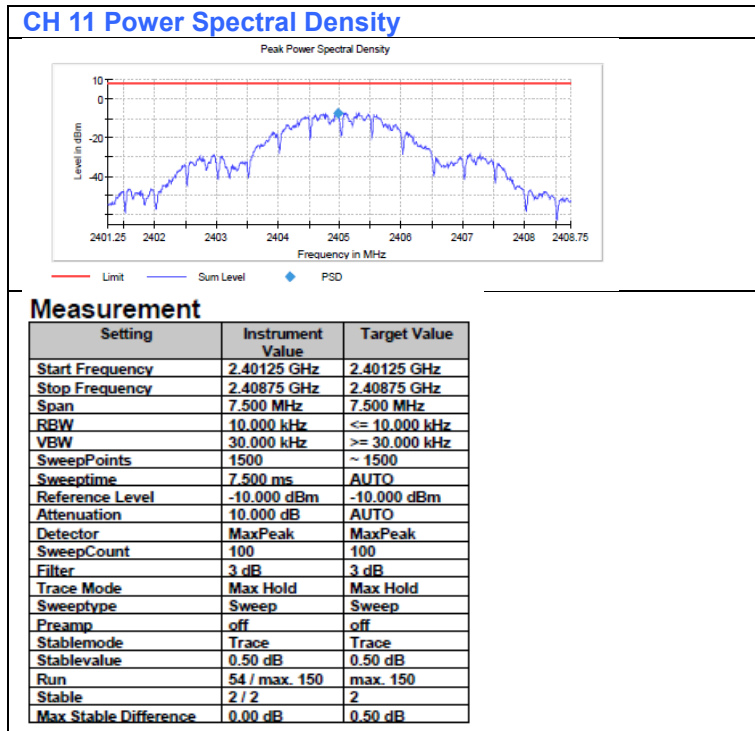 CH 11 Power Spectral Density
Peak Power Spectral Density
Level in dBm
10
0
-20
-40
2401.25 2402 2403 2404 2405 2406 2407 2408 2408.75
Frequency in MHz
Limit Sum Level PSD
Measurement
Setting Instrument Value Target Value
Start Frequency 2.40125 GHz 2.40125 GHz
Stop Frequency 2.40875 GHz 2.40875 GHz
Span 7.500 MHz 7.500 MHz
RBW 10.000 kHz <= 10.000 kHz
VBW 30.000 kHz >= 30.000 kHz
SweepPoints 1500 ~ 1500
Sweeptime 7.500 ms AUTO
Reference Level -10.000 dBm -10.000 dBm
Attenuation 10.000 dB AUTO
Detector MaxPeak MaxPeak
SweepCount 100 100
Filter 3 dB 3 dB
Trace Mode Max Hold Max Hold
Sweeptype Sweep Sweep
Preamp off off
Stablemode Trace Trace
Stablevalue 0.50 dB 0.50 dB
Run 54 / max. 150 max. 150
Stable 2 / 2 2
Max Stable Difference 0.00 dB 0.50 dB